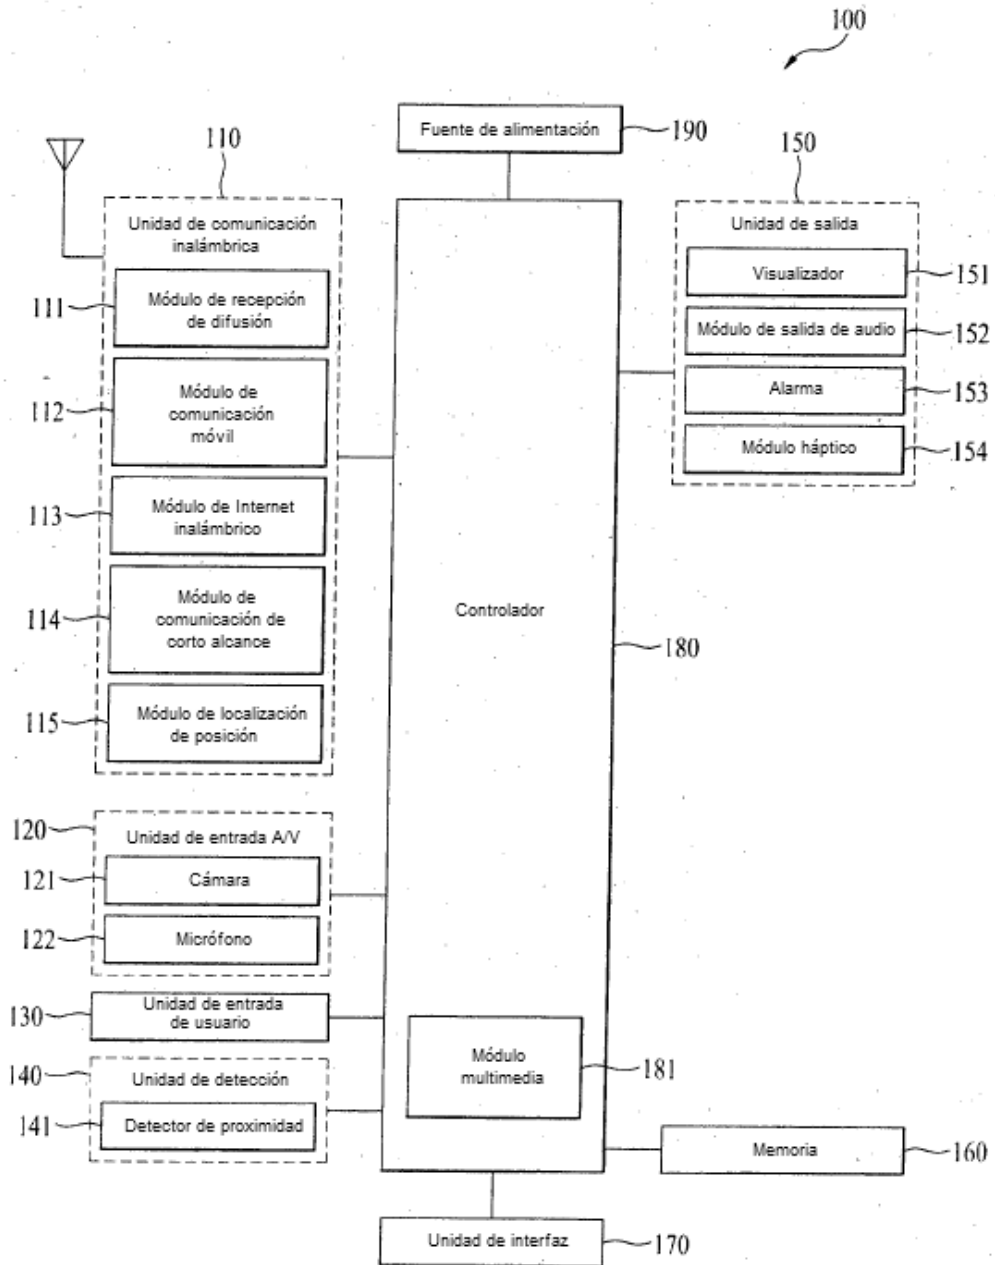 100
Fuente de alimentación
190
110
150
Unidad de comunicación
inalámbrica
Unidad de salida
111
Módulo de recepción
de difusión
Visualizador
151
Módulo de salida de audio
152
112
Módulo de
comunicación
móvil
Alarma
153
Módulo háptico
154
113
Módulo de Internet
inalámbrico
114
Módulo de
comunicación de
corto alcance
Controlador
180
115
Módulo de localización
de posición
120
Unidad de entrada A/V
121
Cámara
122
Micrófono
130
Unidad de entrada
de usuario
140
Unidad de detección
141
Detector de proximidad
Módulo
multimedia
181
Memoria
160
Unidad de interfaz
170